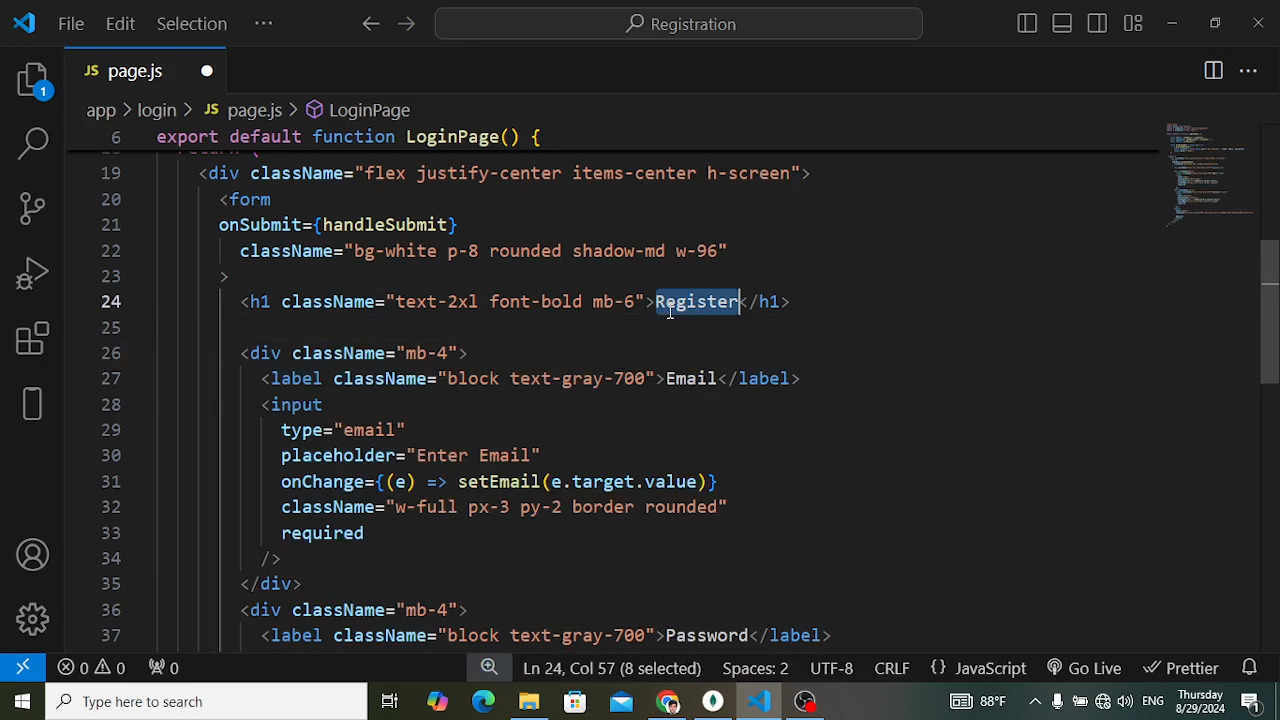 File Edit Selection ··· Registration
JS page.js
app > login > JS page.js > LoginPage
6 export default function LoginPage() {
19 <div className="flex justify-center items-center h-screen">
20 <form
21 onSubmit={handleSubmit}
22 className="bg-white p-8 rounded shadow-md w-96"
23 >
24 <h1 className="text-2xl font-bold mb-6">Register</h1>
25
26 <div className="mb-4">
27 <label className="block text-gray-700">Email</label>
28 <input
29 type="email"
30 placeholder="Enter Email"
31 onChange={(e) => setEmail(e.target.value)}
32 className="w-full px-3 py-2 border rounded"
33 required
34 />
35 </div>
36 <div className="mb-4">
37 <label className="block text-gray-700">Password</label>
1
0 0 0 Ln 24, Col 57 (8 selected) Spaces: 2 UTF-8 CRLF {} JavaScript Go Live Prettier
Type here to search 88°F ENG Thursday
8/29/2024 1